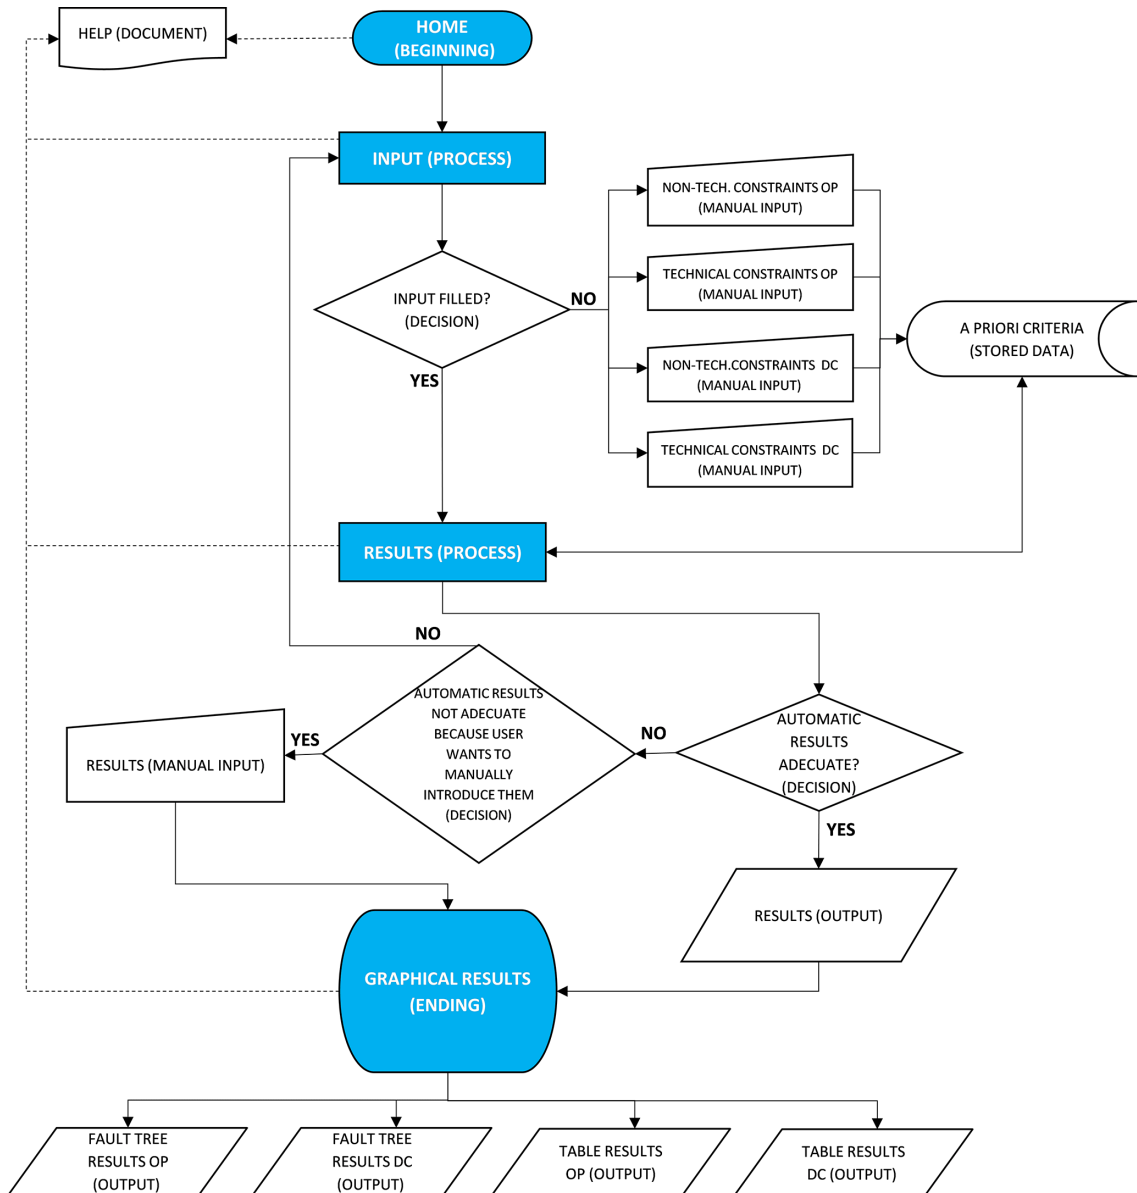 HELP (DOCUMENT)
HOME
(BEGINNING)
INPUT (PROCESS)
NON-TECH. CONSTRAINTS OP
(MANUAL INPUT)
TECHNICAL CONSTRAINTS OP
(MANUAL INPUT)
INPUT FILLED?
(DECISION)
NO
A PRIORI CRITERIA
(STORED DATA)
NON-TECH.CONSTRAINTS DC
(MANUAL INPUT)
YES
TECHNICAL CONSTRAINTS DC
(MANUAL INPUT)
RESULTS (PROCESS)
NO
AUTOMATIC RESULTS
NOT ADECUATE
BECAUSE USER
WANTS TO
MANUALLY
INTRODUCE THEM
(DECISION)
NO
AUTOMATIC
RESULTS
ADECUATE?
(DECISION)
YES
RESULTS (MANUAL INPUT)
YES
RESULTS (OUTPUT)
GRAPHICAL RESULTS
(ENDING)
FAULT TREE
RESULTS OP
(OUTPUT)
FAULT TREE
RESULTS DC
(OUTPUT)
TABLE RESULTS
OP (OUTPUT)
TABLE RESULTS
DC (OUTPUT)